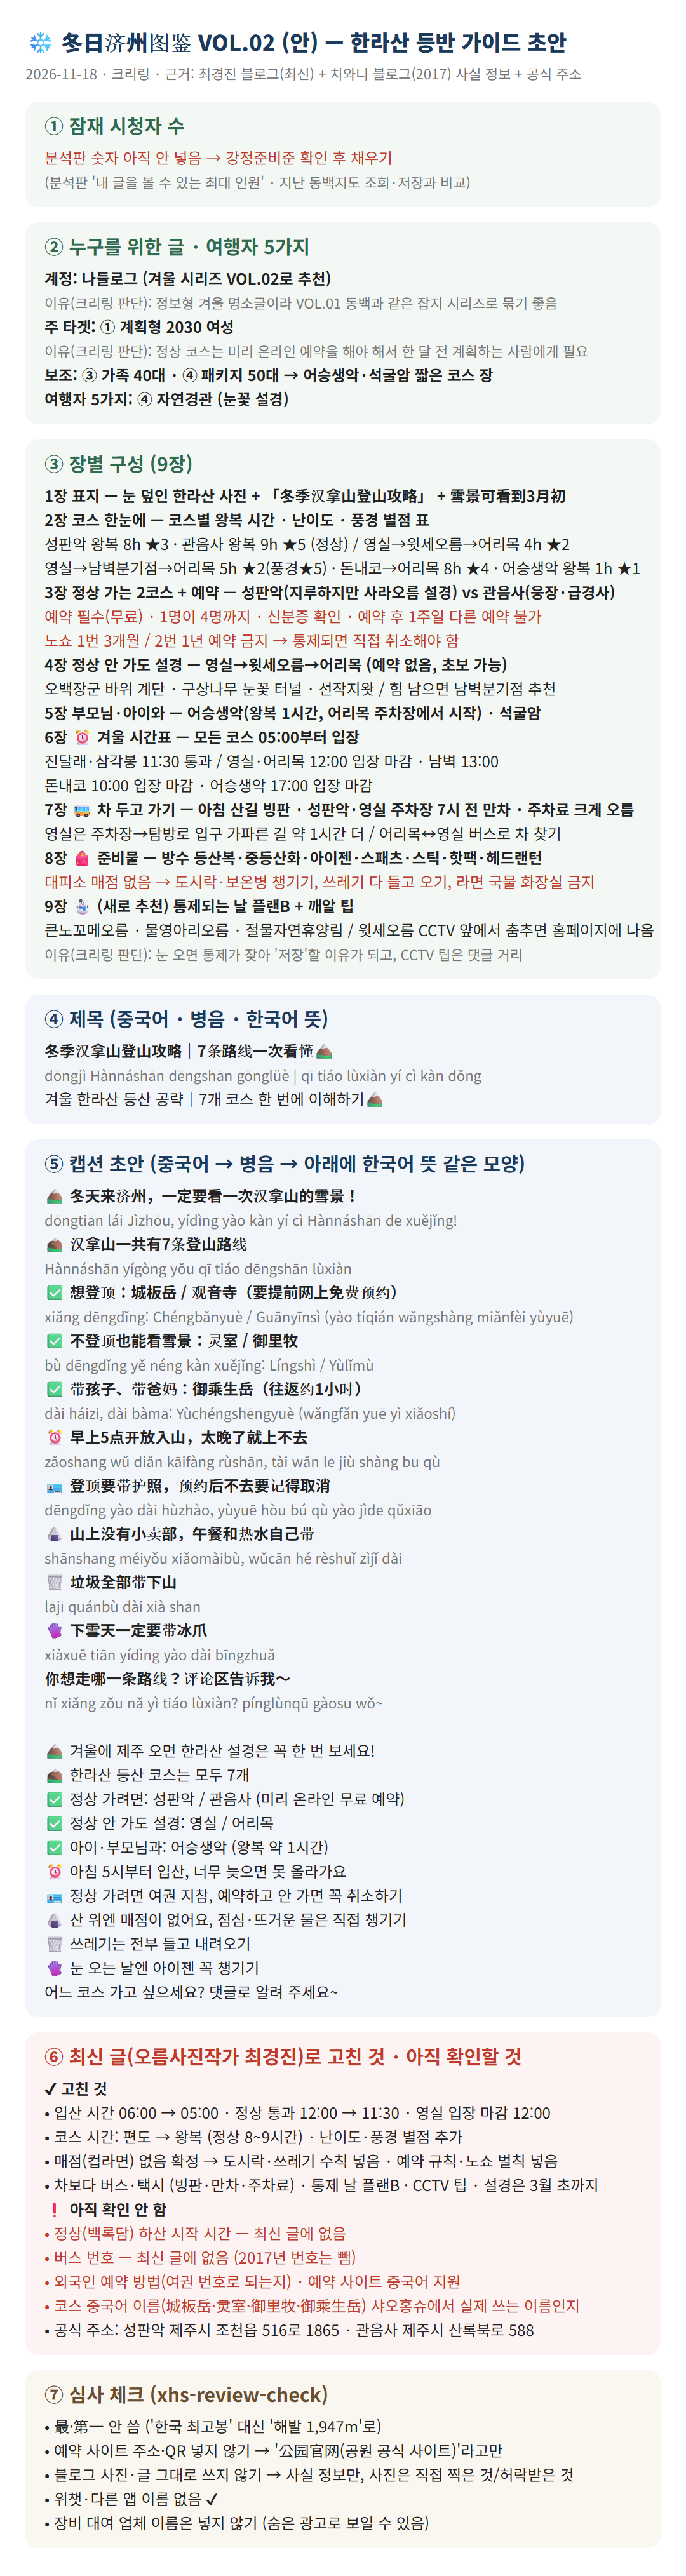 ❄️ 冬日济州图鉴 VOL.02 (안) — 한라산 등반 가이드 초안
2026-11-18 · 크리링 · 근거: 최경진 블로그(최신) + 치와니 블로그(2017) 사실 정보 + 공식 주소
① 잠재 시청자 수
분석판 숫자 아직 안 넣음 → 강정준비준 확인 후 채우기
(분석판 '내 글을 볼 수 있는 최대 인원' · 지난 동백지도 조회·저장과 비교)
② 누구를 위한 글 · 여행자 5가지
계정: 나들로그 (겨울 시리즈 VOL.02로 추천)
이유(크리링 판단): 정보형 겨울 명소글이라 VOL.01 동백과 같은 잡지 시리즈로 묶기 좋음
주 타겟: ① 계획형 2030 여성
이유(크리링 판단): 정상 코스는 미리 온라인 예약을 해야 해서 한 달 전 계획하는 사람에게 필요
보조: ③ 가족 40대 · ④ 패키지 50대 → 어승생악·석굴암 짧은 코스 장
여행자 5가지: ④ 자연경관 (눈꽃 설경)
③ 장별 구성 (9장)
1장 표지 — 눈 덮인 한라산 사진 + 「冬季汉拿山登山攻略」 + 雪景可看到3月初
2장 코스 한눈에 — 코스별 왕복 시간 · 난이도 · 풍경 별점 표
성판악 왕복 8h ★3 · 관음사 왕복 9h ★5 (정상) / 영실→윗세오름→어리목 4h ★2
영실→남벽분기점→어리목 5h ★2(풍경★5) · 돈내코→어리목 8h ★4 · 어승생악 왕복 1h ★1
3장 정상 가는 2코스 + 예약 — 성판악(지루하지만 사라오름 설경) vs 관음사(웅장·급경사)
예약 필수(무료) · 1명이 4명까지 · 신분증 확인 · 예약 후 1주일 다른 예약 불가
노쇼 1번 3개월 / 2번 1년 예약 금지 → 통제되면 직접 취소해야 함
4장 정상 안 가도 설경 — 영실→윗세오름→어리목 (예약 없음, 초보 가능)
오백장군 바위 계단 · 구상나무 눈꽃 터널 · 선작지왓 / 힘 남으면 남벽분기점 추천
5장 부모님·아이와 — 어승생악(왕복 1시간, 어리목 주차장에서 시작) · 석굴암
6장 ⏰ 겨울 시간표 — 모든 코스 05:00부터 입장
진달래·삼각봉 11:30 통과 / 영실·어리목 12:00 입장 마감 · 남벽 13:00
돈내코 10:00 입장 마감 · 어승생악 17:00 입장 마감
7장 🚌 차 두고 가기 — 아침 산길 빙판 · 성판악·영실 주차장 7시 전 만차 · 주차료 크게 오름
영실은 주차장→탐방로 입구 가파른 길 약 1시간 더 / 어리목↔영실 버스로 차 찾기
8장 🎒 준비물 — 방수 등산복·중등산화·아이젠·스패츠·스틱·핫팩·헤드랜턴
대피소 매점 없음 → 도시락·보온병 챙기기, 쓰레기 다 들고 오기, 라면 국물 화장실 금지
9장 ⛄ (새로 추천) 통제되는 날 플랜B + 깨알 팁
큰노꼬메오름 · 물영아리오름 · 절물자연휴양림 / 윗세오름 CCTV 앞에서 춤추면 홈페이지에 나옴
이유(크리링 판단): 눈 오면 통제가 잦아 '저장'할 이유가 되고, CCTV 팁은 댓글 거리
④ 제목 (중국어 · 병음 · 한국어 뜻)
冬季汉拿山登山攻略｜7条路线一次看懂🏔️
dōngjì Hànnáshān dēngshān gōnglüè | qī tiáo lùxiàn yí cì kàn dǒng
겨울 한라산 등산 공략｜7개 코스 한 번에 이해하기🏔️
⑤ 캡션 초안 (중국어 → 병음 → 아래에 한국어 뜻 같은 모양)
🏔️ 冬天来济州，一定要看一次汉拿山的雪景！
dōngtiān lái Jìzhōu, yídìng yào kàn yí cì Hànnáshān de xuějǐng!
⛰️ 汉拿山一共有7条登山路线
Hànnáshān yígòng yǒu qī tiáo dēngshān lùxiàn
✅ 想登顶：城板岳 / 观音寺（要提前网上免费预约）
xiǎng dēngdǐng: Chéngbǎnyuè / Guānyīnsì (yào tíqián wǎngshàng miǎnfèi yùyuē)
✅ 不登顶也能看雪景：灵室 / 御里牧
bù dēngdǐng yě néng kàn xuějǐng: Língshì / Yùlǐmù
✅ 带孩子、带爸妈：御乘生岳（往返约1小时）
dài háizi, dài bàmā: Yùchéngshēngyuè (wǎngfǎn yuē yì xiǎoshí)
⏰ 早上5点开放入山，太晚了就上不去
zǎoshang wǔ diǎn kāifàng rùshān, tài wǎn le jiù shàng bu qù
🪪 登顶要带护照，预约后不去要记得取消
dēngdǐng yào dài hùzhào, yùyuē hòu bú qù yào jìde qǔxiāo
🍙 山上没有小卖部，午餐和热水自己带
shānshang méiyǒu xiǎomàibù, wǔcān hé rèshuǐ zìjǐ dài
🗑️ 垃圾全部带下山
lājī quánbù dài xià shān
🧤 下雪天一定要带冰爪
xiàxuě tiān yídìng yào dài bīngzhuǎ
你想走哪一条路线？评论区告诉我～
nǐ xiǎng zǒu nǎ yì tiáo lùxiàn? pínglùnqū gàosu wǒ~
🏔️ 겨울에 제주 오면 한라산 설경은 꼭 한 번 보세요!
⛰️ 한라산 등산 코스는 모두 7개
✅ 정상 가려면: 성판악 / 관음사 (미리 온라인 무료 예약)
✅ 정상 안 가도 설경: 영실 / 어리목
✅ 아이·부모님과: 어승생악 (왕복 약 1시간)
⏰ 아침 5시부터 입산, 너무 늦으면 못 올라가요
🪪 정상 가려면 여권 지참, 예약하고 안 가면 꼭 취소하기
🍙 산 위엔 매점이 없어요, 점심·뜨거운 물은 직접 챙기기
🗑️ 쓰레기는 전부 들고 내려오기
🧤 눈 오는 날엔 아이젠 꼭 챙기기
어느 코스 가고 싶으세요? 댓글로 알려 주세요~
⑥ 최신 글(오름사진작가 최경진)로 고친 것 · 아직 확인할 것
✔ 고친 것
• 입산 시간 06:00 → 05:00 · 정상 통과 12:00 → 11:30 · 영실 입장 마감 12:00
• 코스 시간: 편도 → 왕복 (정상 8~9시간) · 난이도·풍경 별점 추가
• 매점(컵라면) 없음 확정 → 도시락·쓰레기 수칙 넣음 · 예약 규칙·노쇼 벌칙 넣음
• 차보다 버스·택시 (빙판·만차·주차료) · 통제 날 플랜B · CCTV 팁 · 설경은 3월 초까지
❗ 아직 확인 안 함
• 정상(백록담) 하산 시작 시간 — 최신 글에 없음
• 버스 번호 — 최신 글에 없음 (2017년 번호는 뺌)
• 외국인 예약 방법(여권 번호로 되는지) · 예약 사이트 중국어 지원
• 코스 중국어 이름(城板岳·灵室·御里牧·御乘生岳) 샤오홍슈에서 실제 쓰는 이름인지
• 공식 주소: 성판악 제주시 조천읍 516로 1865 · 관음사 제주시 산록북로 588
⑦ 심사 체크 (xhs-review-check)
• 最·第一 안 씀 ('한국 최고봉' 대신 '해발 1,947m'로)
• 예약 사이트 주소·QR 넣지 않기 → '公园官网(공원 공식 사이트)'라고만
• 블로그 사진·글 그대로 쓰지 않기 → 사실 정보만, 사진은 직접 찍은 것/허락받은 것
• 위챗·다른 앱 이름 없음 ✔
• 장비 대여 업체 이름은 넣지 않기 (숨은 광고로 보일 수 있음)